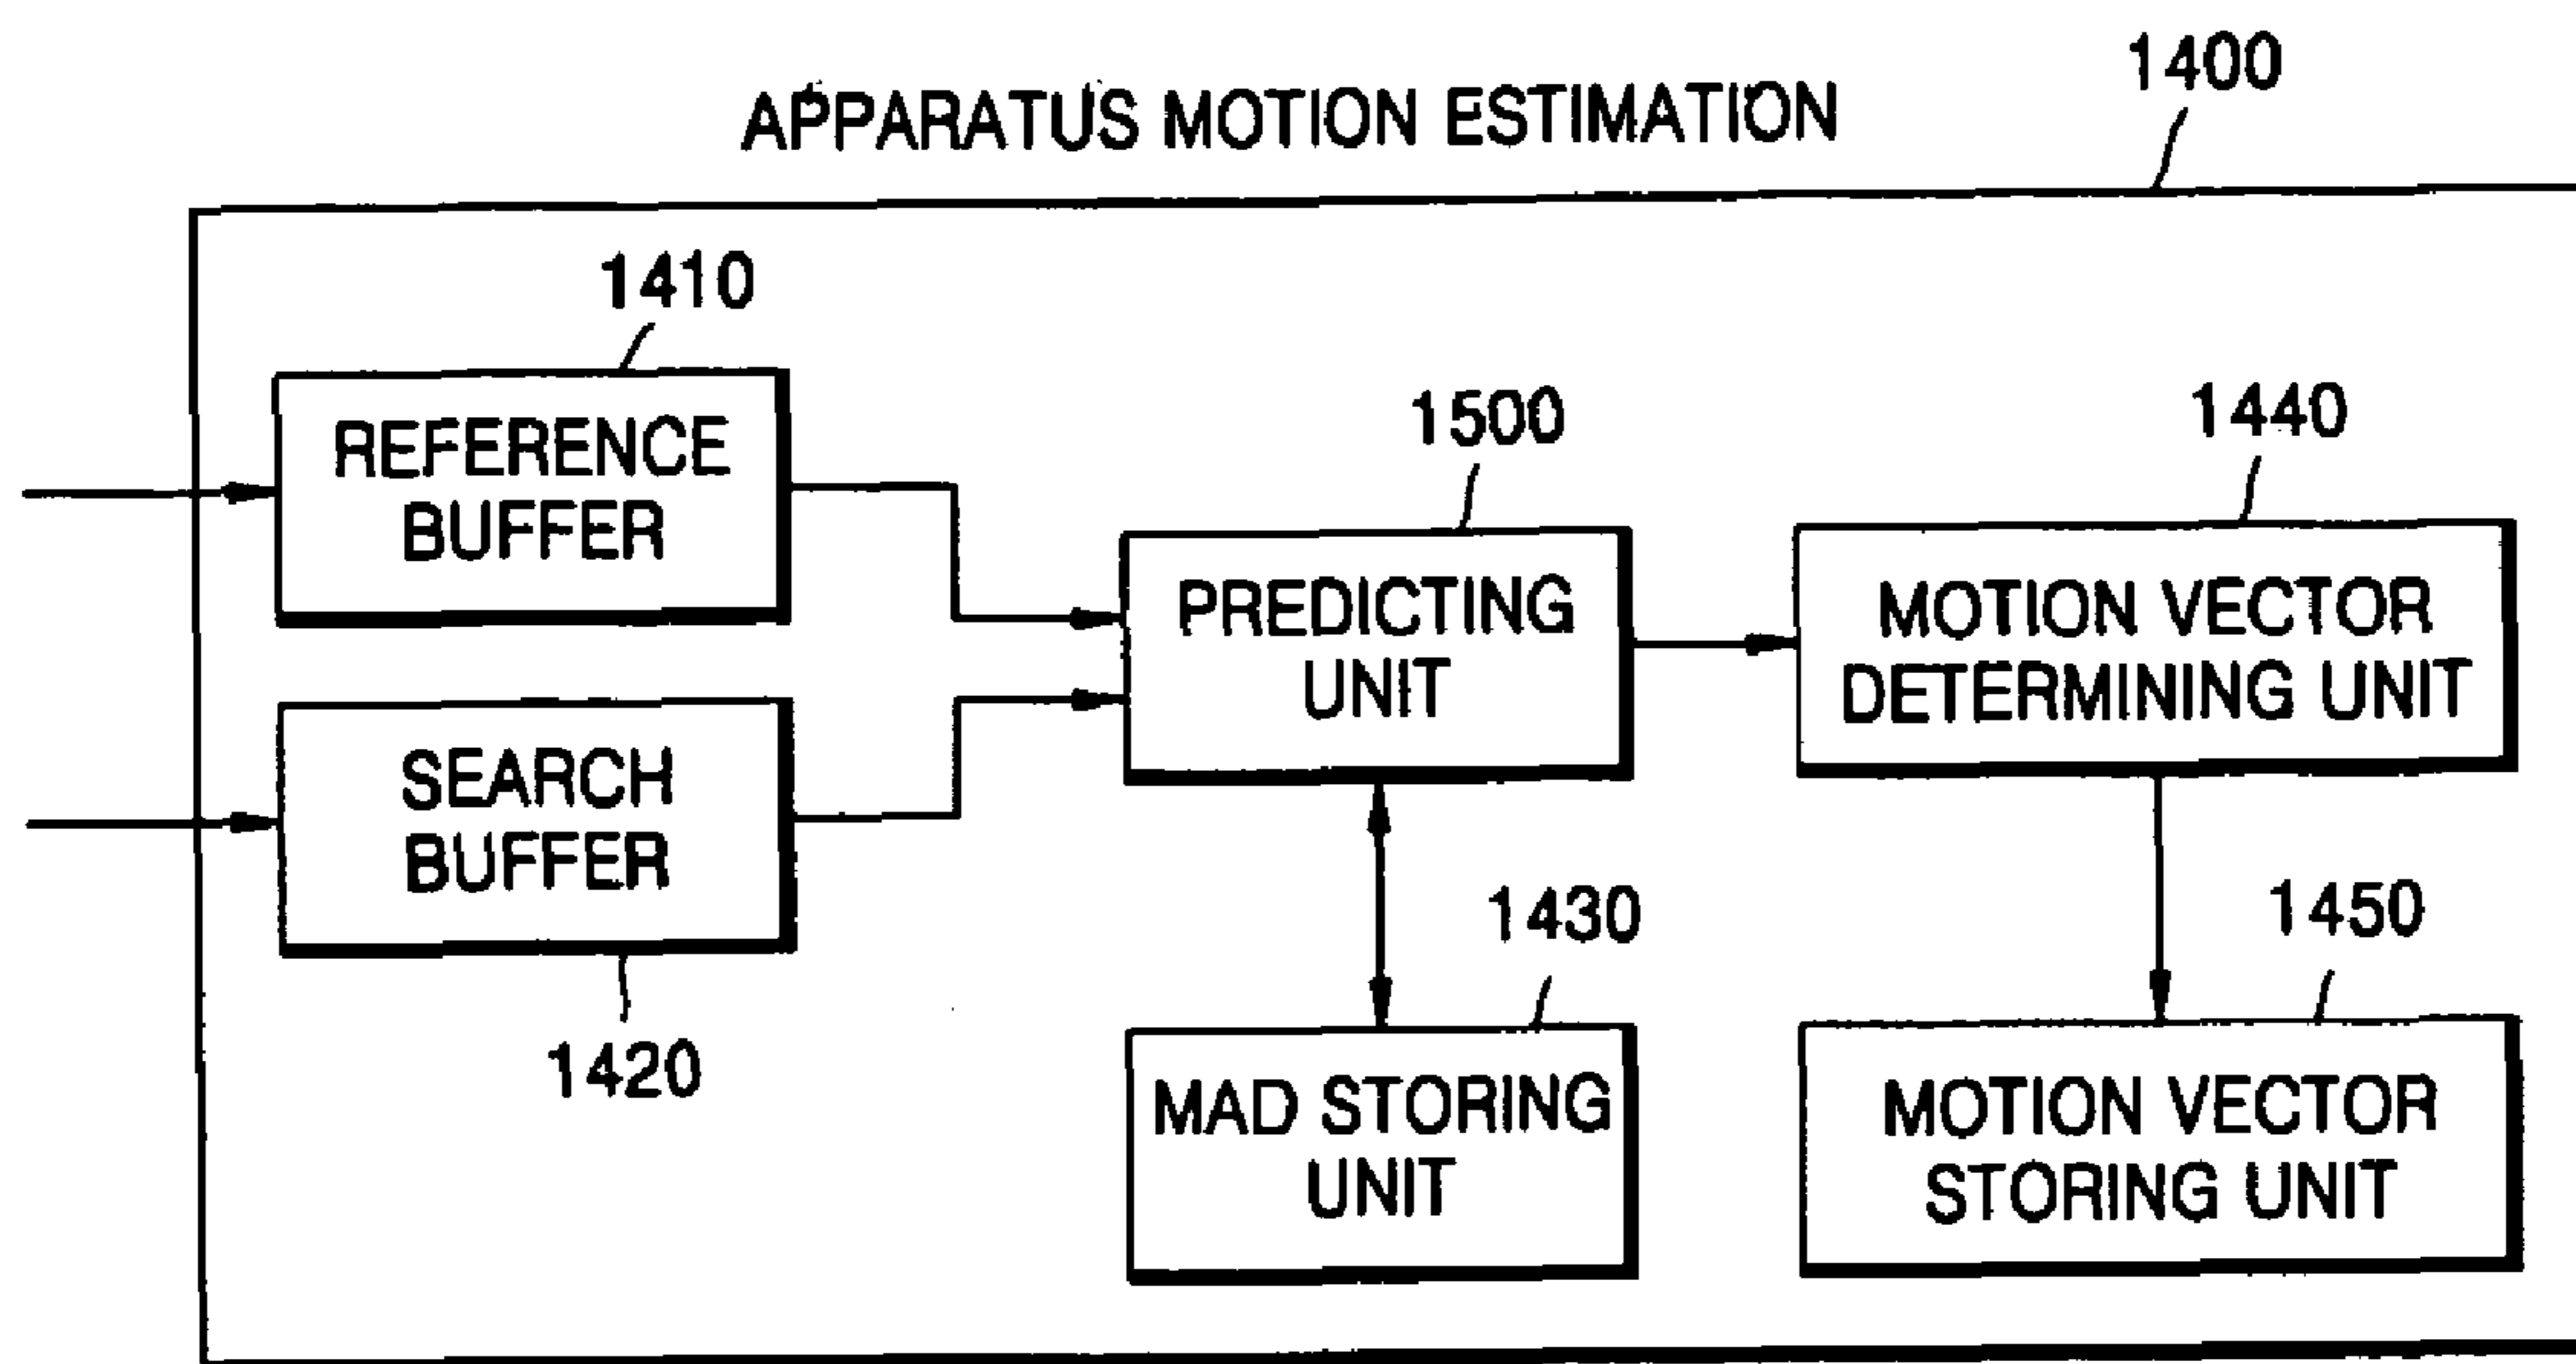 1400
APPARATUS MOTION ESTIMATION
1410
REFERENCE
BUFFER
1500
PREDICTING
UNIT
1440
MOTION VECTOR
DETERMINING UNIT
SEARCH
BUFFER
1420
1430
MAD STORING
UNIT
1450
MOTION VECTOR
STORING UNIT